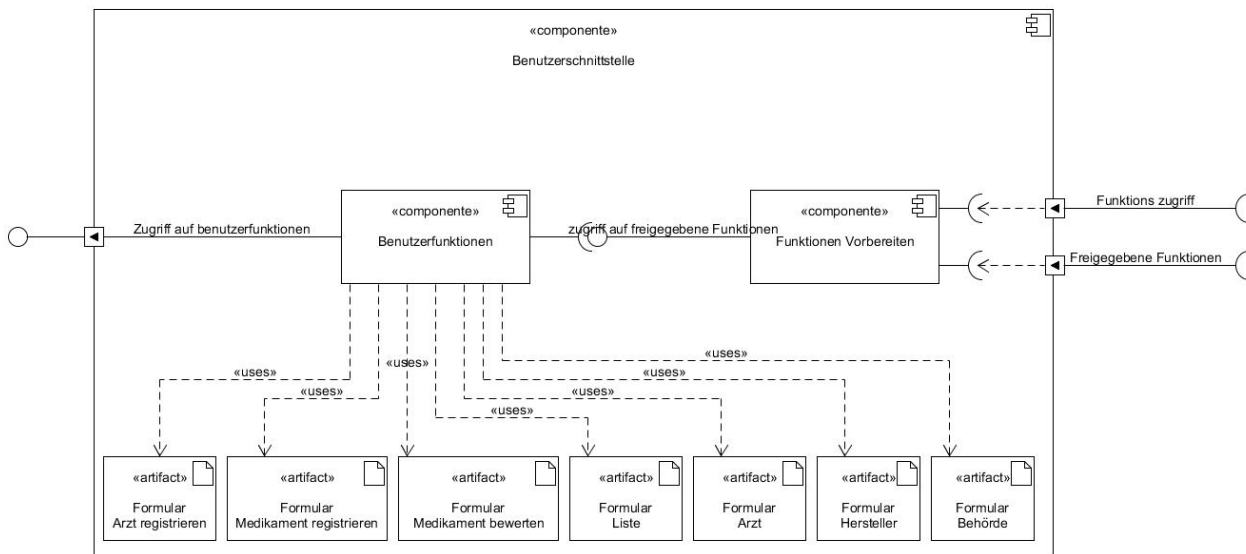 «componente»
Benutzerschnittstelle
«componente»
Benutzerfunktionen
«componente»
Funktionen Vorbereiten
Zugriff auf benutzerfunktionen
zugriff auf freigegebene Funktionen
Funktions zugriff
Freigegebene Funktionen
«uses»
«uses»
«uses»
«uses»
«uses»
«uses»
«uses»
«artifact»
Formular
Arzt registrieren
«artifact»
Formular
Medikament registrieren
«artifact»
Formular
Medikament bewerten
«artifact»
Formular
Liste
«artifact»
Formular
Arzt
«artifact»
Formular
Hersteller
«artifact»
Formular
Behörde